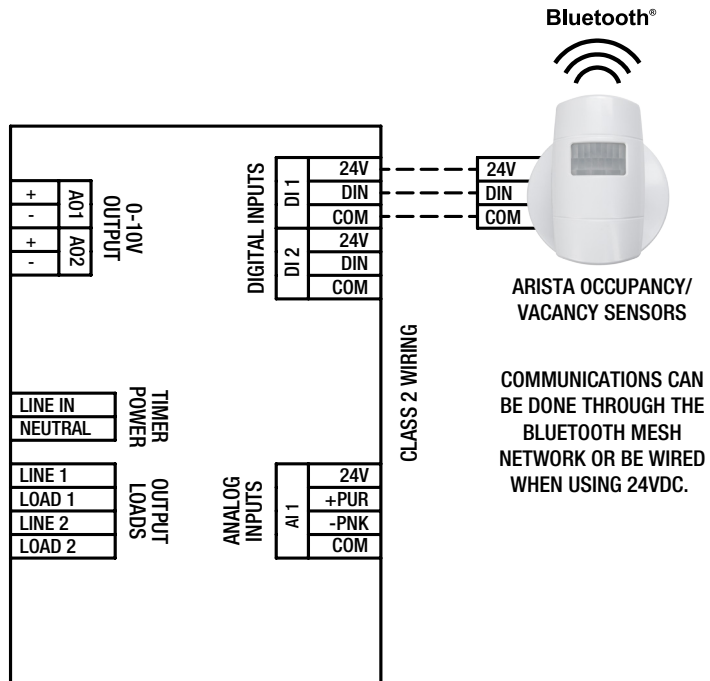 Bluetooth®
+
-
+
-
A01
A02
0-10V
OUTPUT
DIGITAL INPUTS
DI 1
DI 2
24V
DIN
COM
24V
DIN
COM
24V
DIN
COM
ARISTA OCCUPANCY/
VACANCY SENSORS
COMMUNICATIONS CAN
BE DONE THROUGH THE
BLUETOOTH MESH
NETWORK OR BE WIRED
WHEN USING 24VDC.
CLASS 2 WIRING
LINE IN
NEUTRAL
TIMER
POWER
LINE 1
LOAD 1
LINE 2
LOAD 2
OUTPUT
LOADS
ANALOG
INPUTS
AI 1
24V
+PUR
-PNK
COM